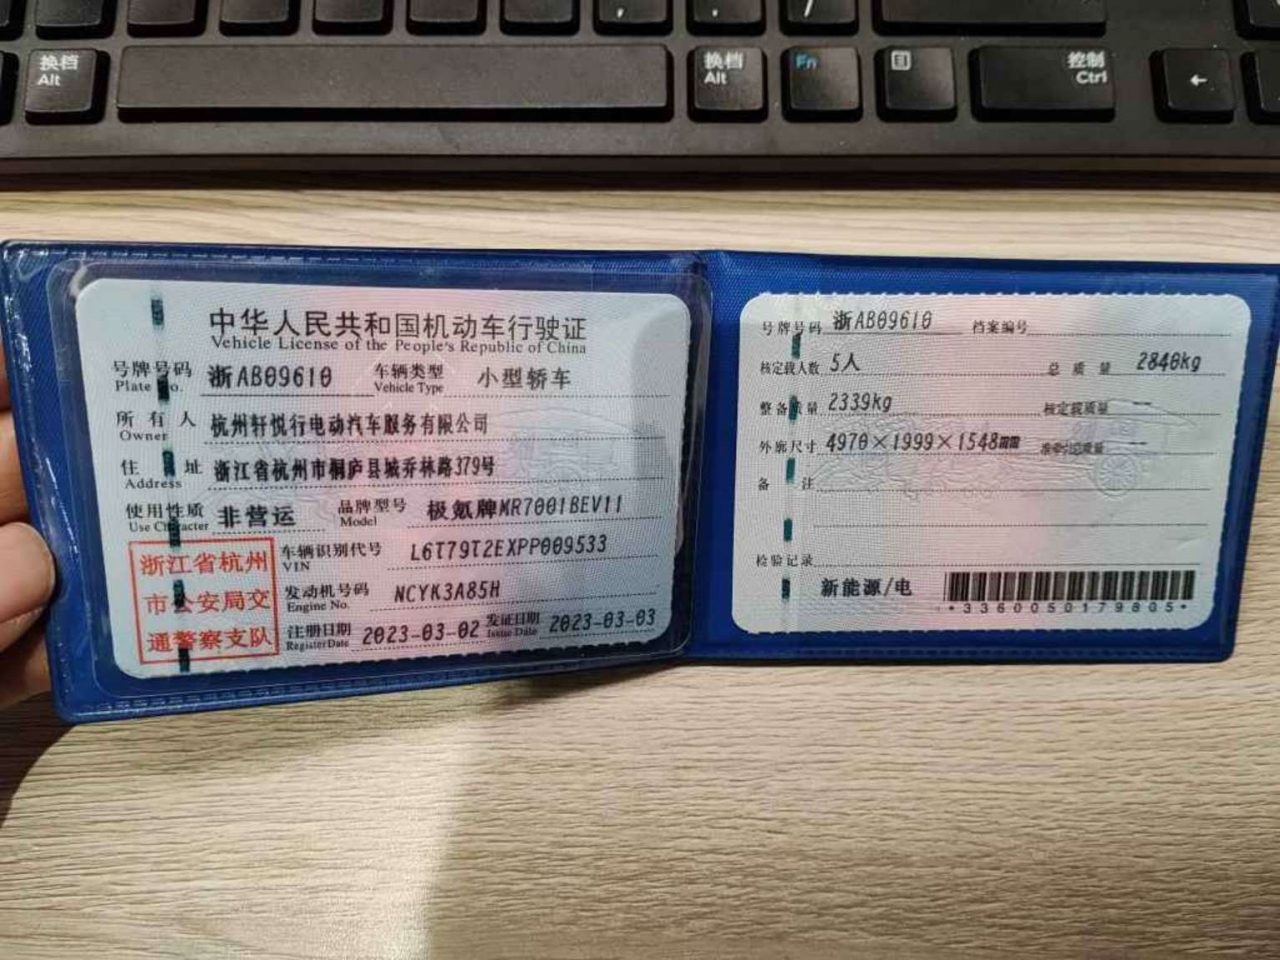 换档
Alt
,
.
/
换档
Alt
Fn
控制
Ctrl
←
中华人民共和国机动车行驶证
Vehicle License of the People's Republic of China
号牌号码 浙AB09610 车辆类型 小型轿车
Plate No. Vehicle Type
所有人 杭州轩悦行电动汽车服务有限公司
Owner
住址 浙江省杭州市桐庐县城乔林路379号
Address
使用性质 非营运 品牌型号 极氪牌MR7001BEV11
Use Character Model
浙江省杭州
市公安局交
通警察支队
车辆识别代号 L6T79T2EXPP009533
VIN
发动机号码 NCYK3A85H
Engine No.
注册日期 2023-03-02 发证日期 2023-03-03
Register Date Issue Date
号牌号码 浙AB09610 档案编号
核定载人数 5人 总质量 2840kg
整备质量 2339kg 核定载质量 --
外廓尺寸 4970×1999×1548mm 准牵引总质量 --
备注
检验记录
新能源/电
*3360050179805*